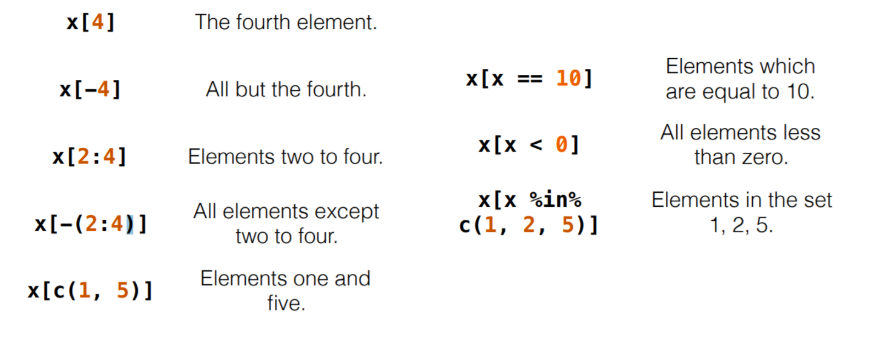 x[4] The fourth element.
x[-4] All but the fourth.
x[2:4] Elements two to four.
x[-(2:4)] All elements except
two to four.
x[c(1, 5)] Elements one and
five.
x[x == 10] Elements which
are equal to 10.
x[x < 0] All elements less
than zero.
x[x %in% Elements in the set
c(1, 2, 5)] 1, 2, 5.